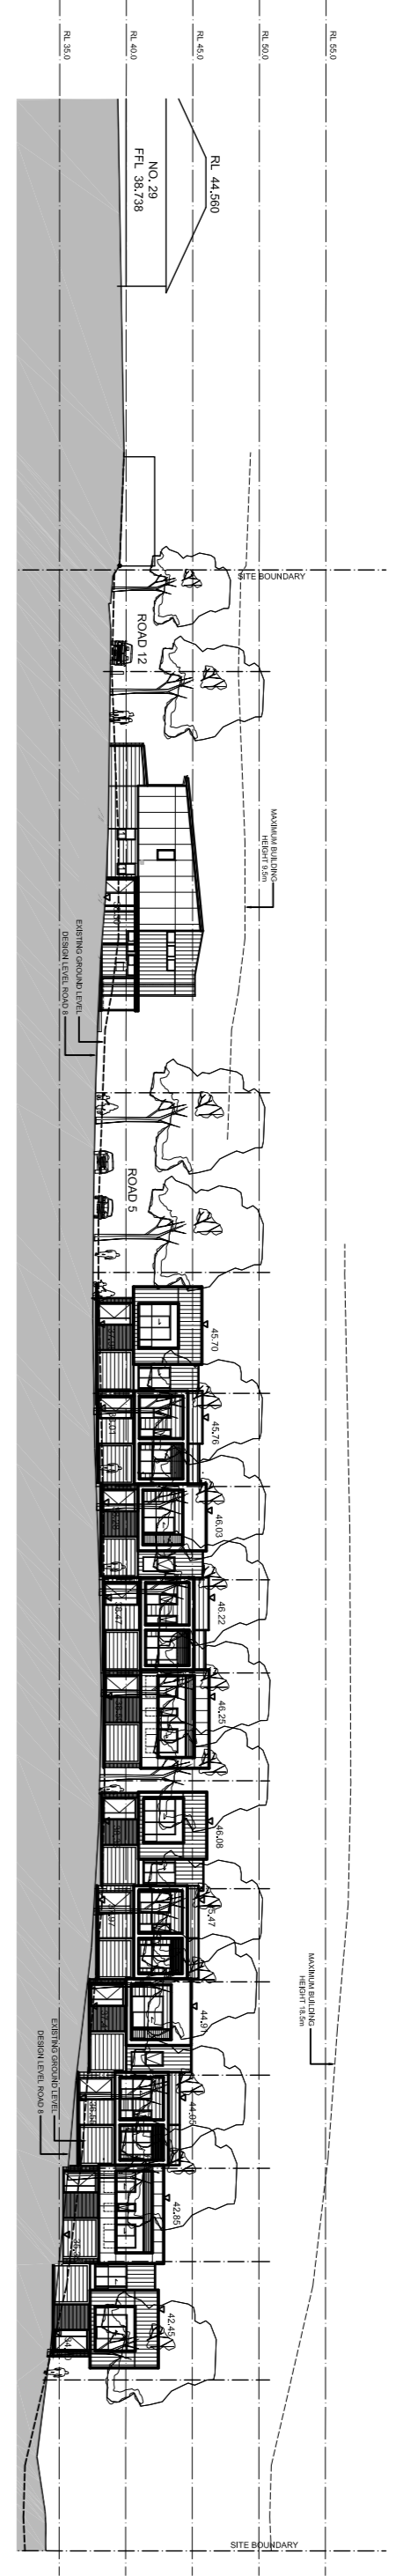 RL 55.0
RL 50.0
RL 45.0
RL 40.0
RL 35.0
RL 44.560
NO. 29
FFL 38.738
SITE BOUNDARY
ROAD 12
MAXIMUM BUILDING
HEIGHT 9.5m
EXISTING GROUND LEVEL
DESIGN LEVEL ROAD 8
ROAD 5
45.70
45.76
46.03
46.22
46.25
46.08
44.91
44.05
42.85
42.45
MAXIMUM BUILDING
HEIGHT 18.5m
EXISTING GROUND LEVEL
DESIGN LEVEL ROAD 8
SITE BOUNDARY